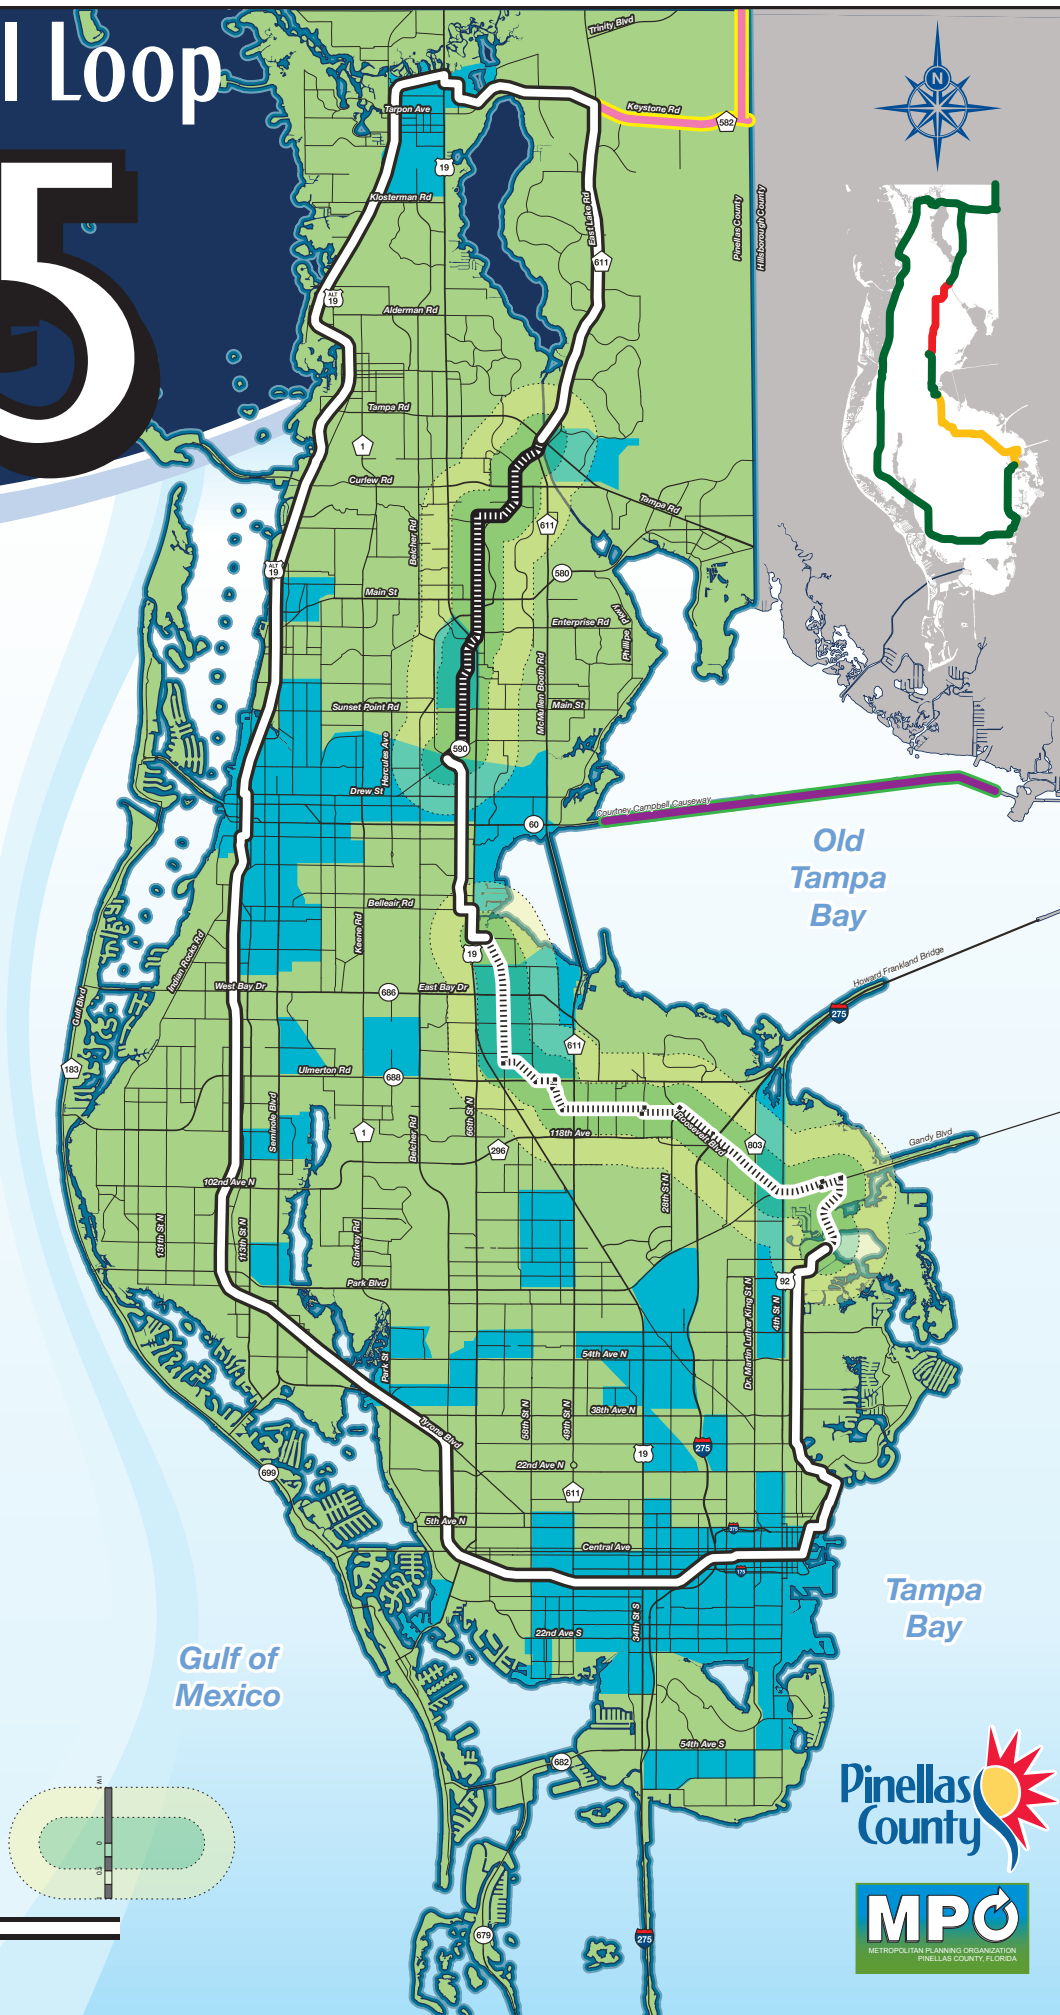 l Loop
5
N
Trinity Blvd
Keystone Rd
582
Tarpon Ave
19
Klosterman Rd
East Lake Rd
611
Pinellas County
Hillsborough County
ALT
19
Alderman Rd
Tampa Rd
1
Curlew Rd
Tampa Rd
Belcher Rd
611
ALT
19
580
Main St
Enterprise Rd
Phillipe
Pkwy
McMullen Booth Rd
Sunset Point Rd
Main St
590
Hercules Ave
Drew St
Courtney Campbell Causeway
60
Old
Tampa
Bay
Belleair Rd
Keene Rd
Indian Rocks Rd
19
Howard Frankland Bridge
West Bay Dr
686
East Bay Dr
Gulf Blvd
275
611
183
Ulmerton Rd
688
Seminole Blvd
66th St N
Belcher Rd
1
118th Ave
Roosevelt Blvd
803
Gandy Blvd
296
102nd Ave N
28th St N
131th St N
113th St N
Starkey Rd
Park Blvd
92
Dr. Martin Luther King St N
4th St N
Park St
54th Ave N
38th Ave N
58th St N
49th St N
Tyrone Blvd
19
275
22nd Ave N
699
611
5th Ave N
375
Central Ave
175
Tampa
Bay
34th St S
22nd Ave S
Gulf of
Mexico
54th Ave S
682
Pinellas
County
679
275
MPO
METROPOLITAN PLANNING ORGANIZATION
PINELLAS COUNTY, FLORIDA